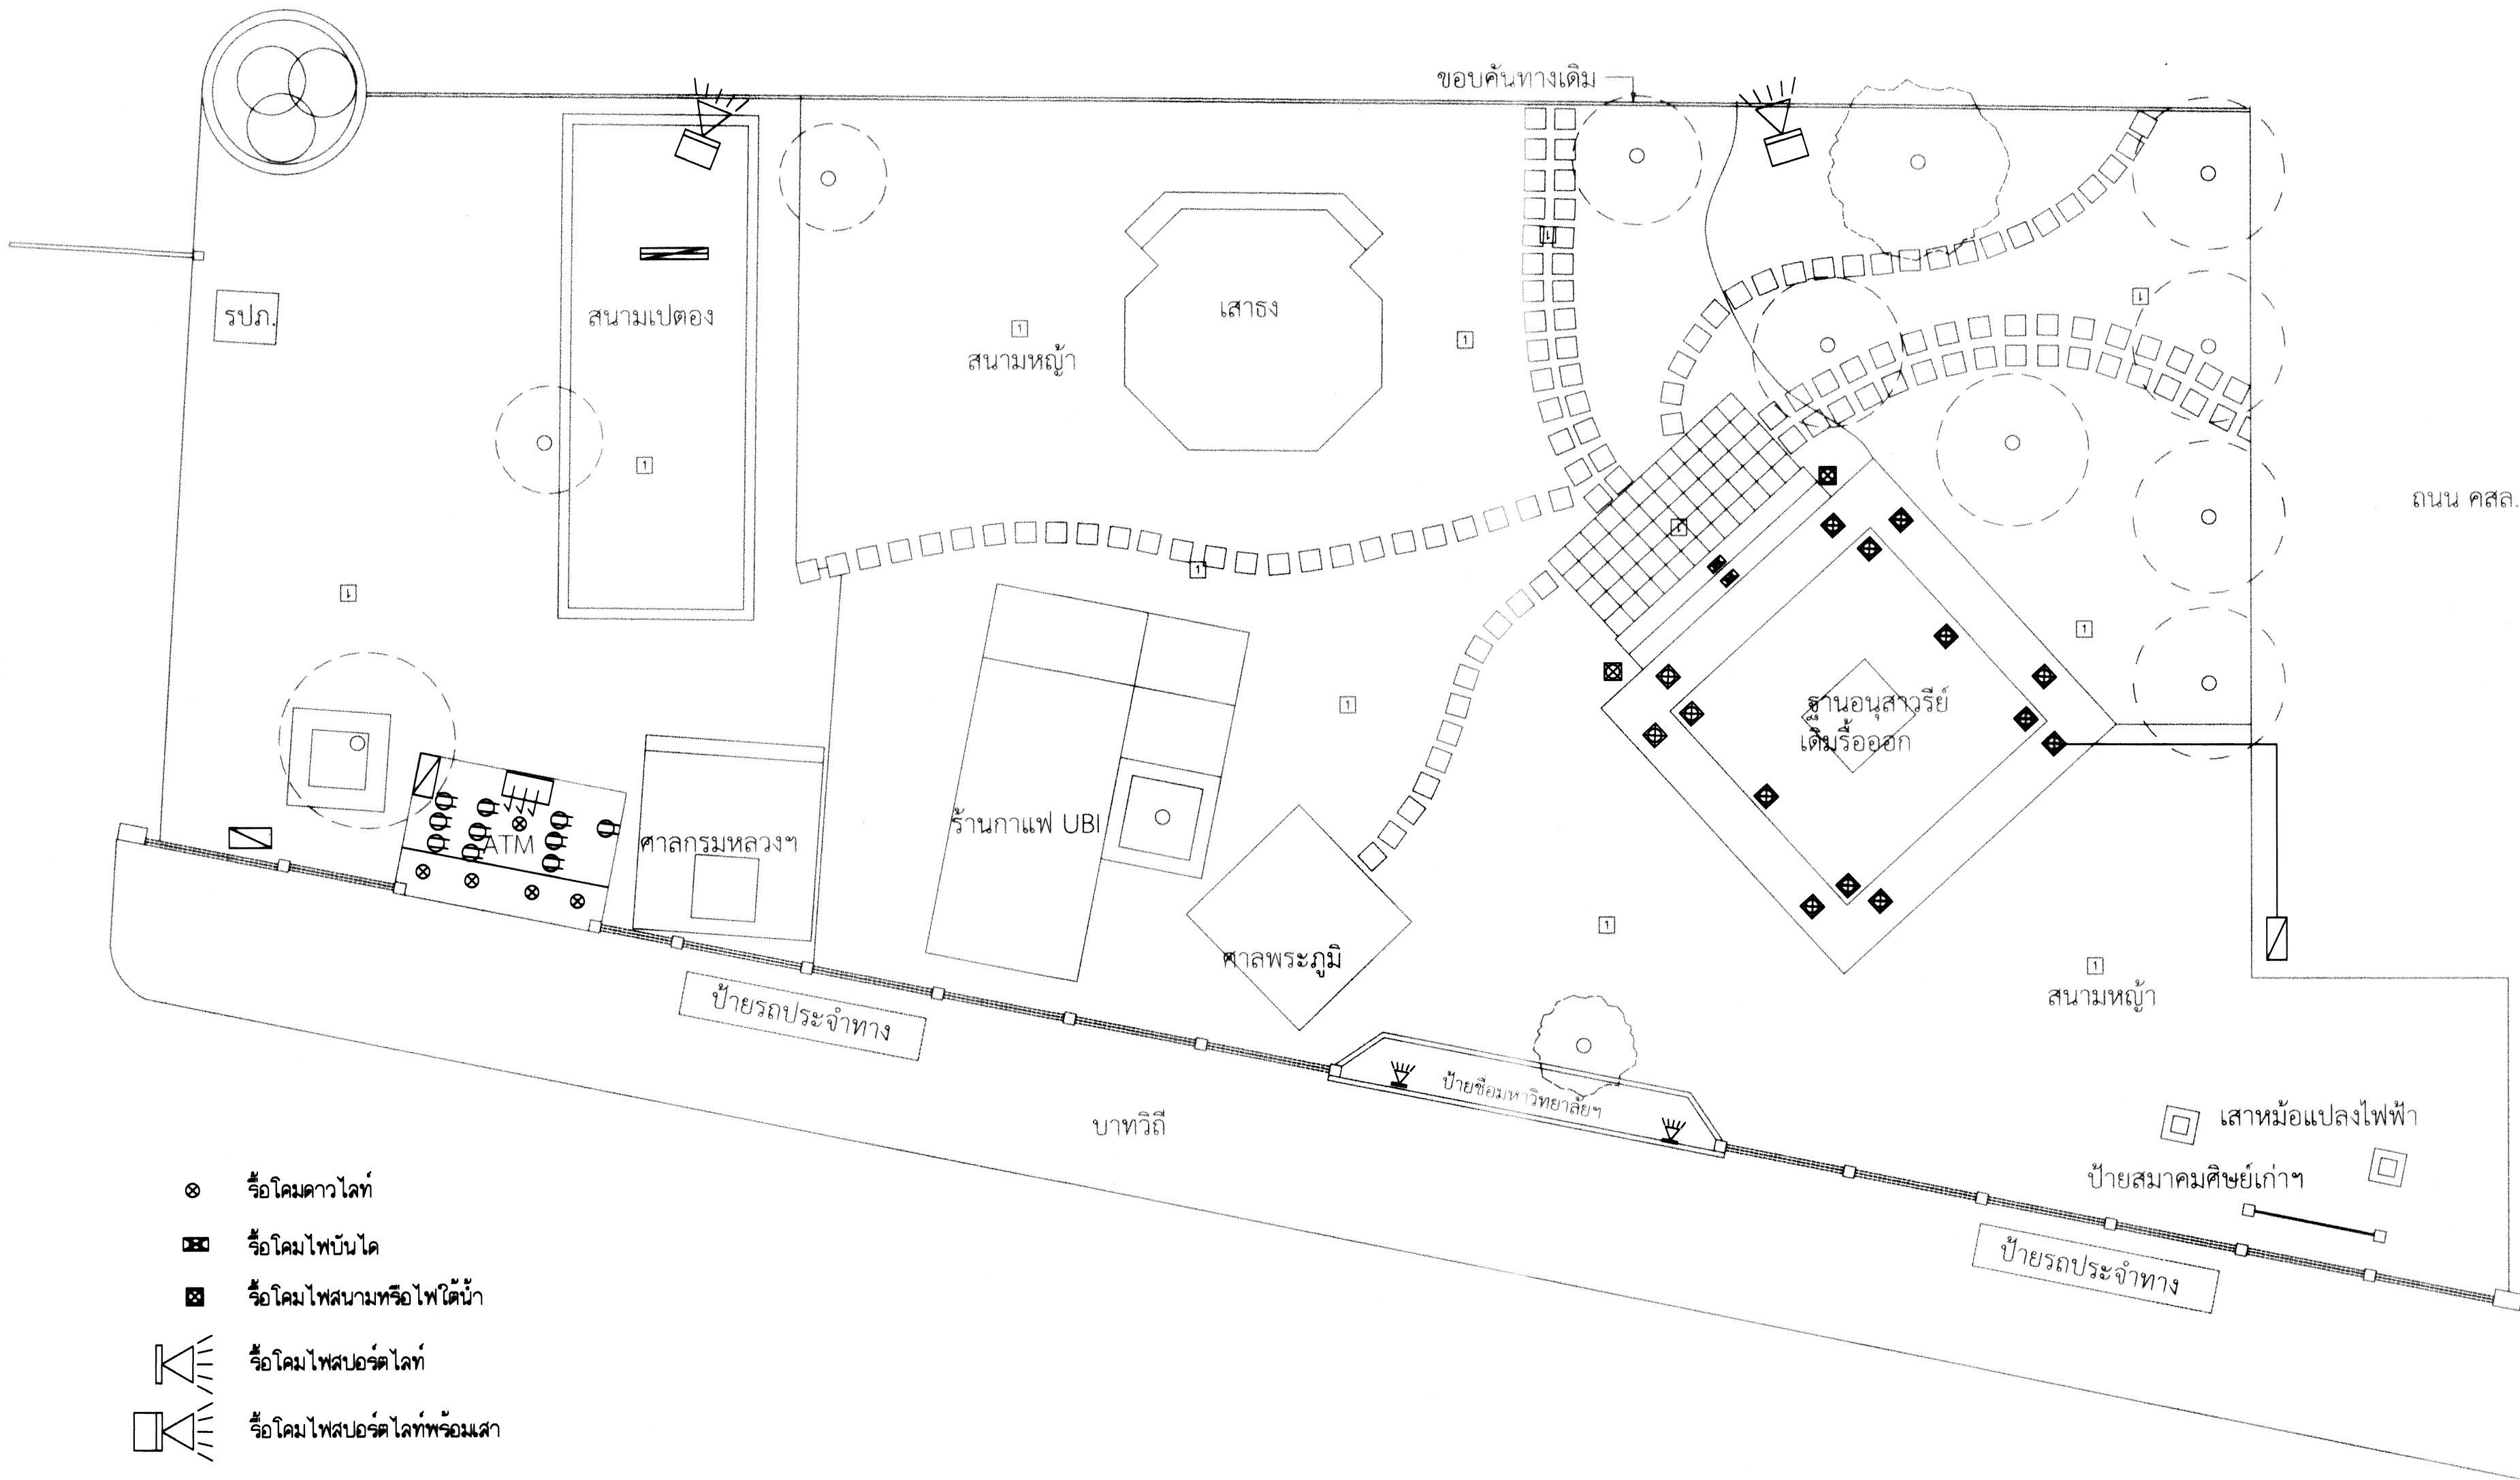 ขอบคันทางเดิม
รปภ.
สนามเปตอง
1
สนามหญ้า
1
เสาธง
1
1
1
ถนน คสล.
1
1
1
1
1
ฐานอนุสาวรีย์
เดิมรื้อออก
1
ATM
ศาลกรมหลวงฯ
ร้านกาแฟ UBI
ศาลพระภูมิ
1
1
สนามหญ้า
ป้ายรถประจำทาง
ป้ายชื่อมหาวิทยาลัยฯ
บาทวิถี
เสาหม้อแปลงไฟฟ้า
ป้ายสมาคมศิษย์เก่าฯ
ป้ายรถประจำทาง
รื้อโคมดาวไลท์
รื้อโคมไฟบันได
รื้อโคมไฟสนามหรือไฟใต้น้ำ
รื้อโคมไฟสปอร์ตไลท์
รื้อโคมไฟสปอร์ตไลท์พร้อมเสา